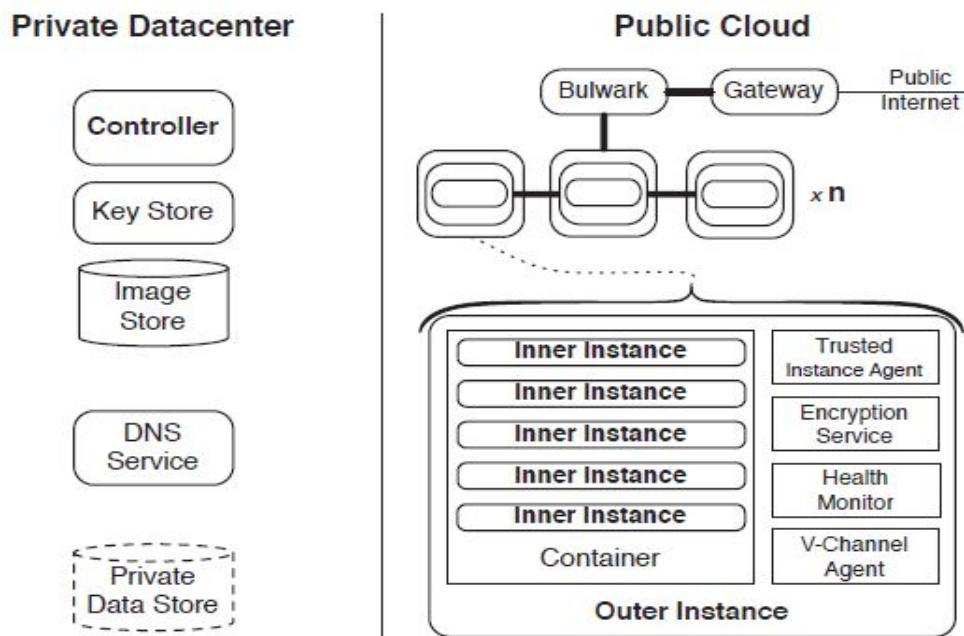 Private Datacenter
Controller
Key Store
Image
Store
DNS
Service
Private
Data Store
Public Cloud
Bulwark
Gateway
Public
Internet
x n
Inner Instance
Inner Instance
Inner Instance
Inner Instance
Inner Instance
Container
Trusted
Instance Agent
Encryption
Service
Health
Monitor
V-Channel
Agent
Outer Instance